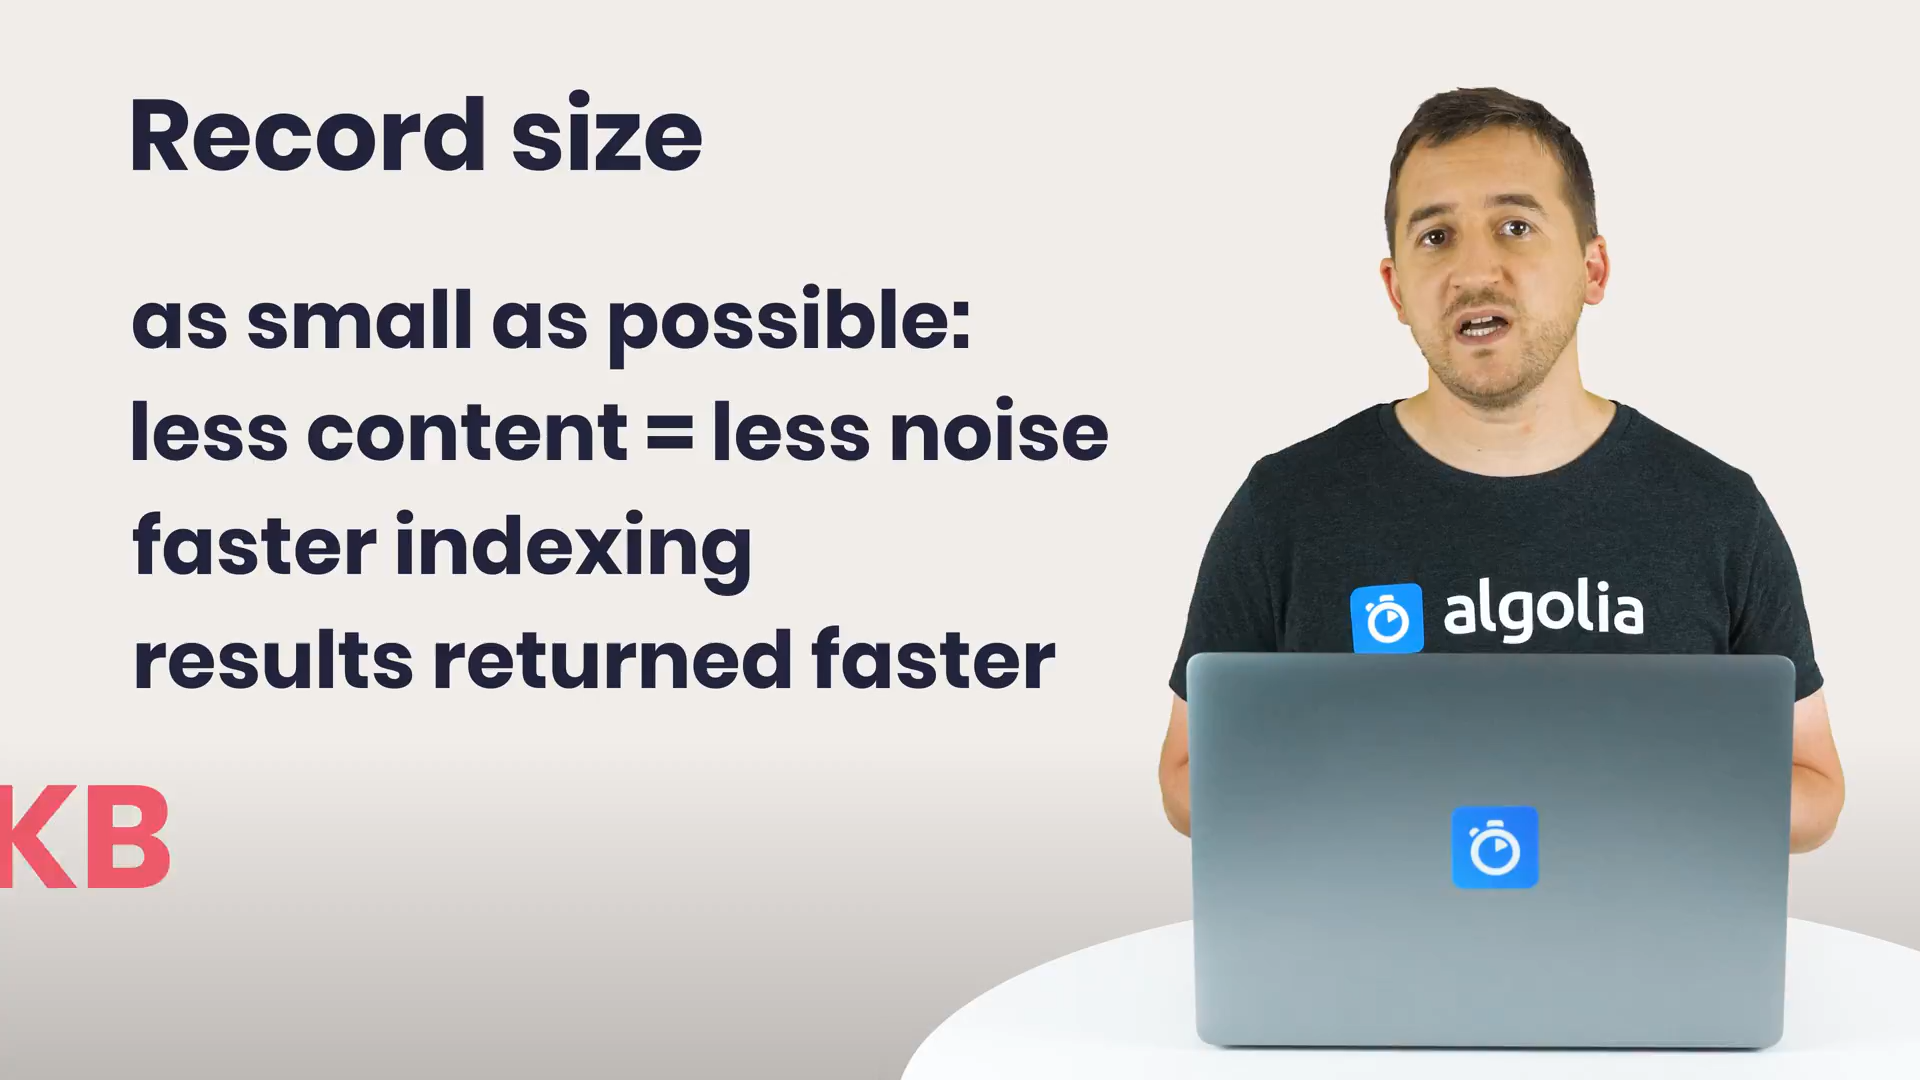 Record size
as small as possible:
less content = less noise
faster indexing
results returned faster
KB
algolia